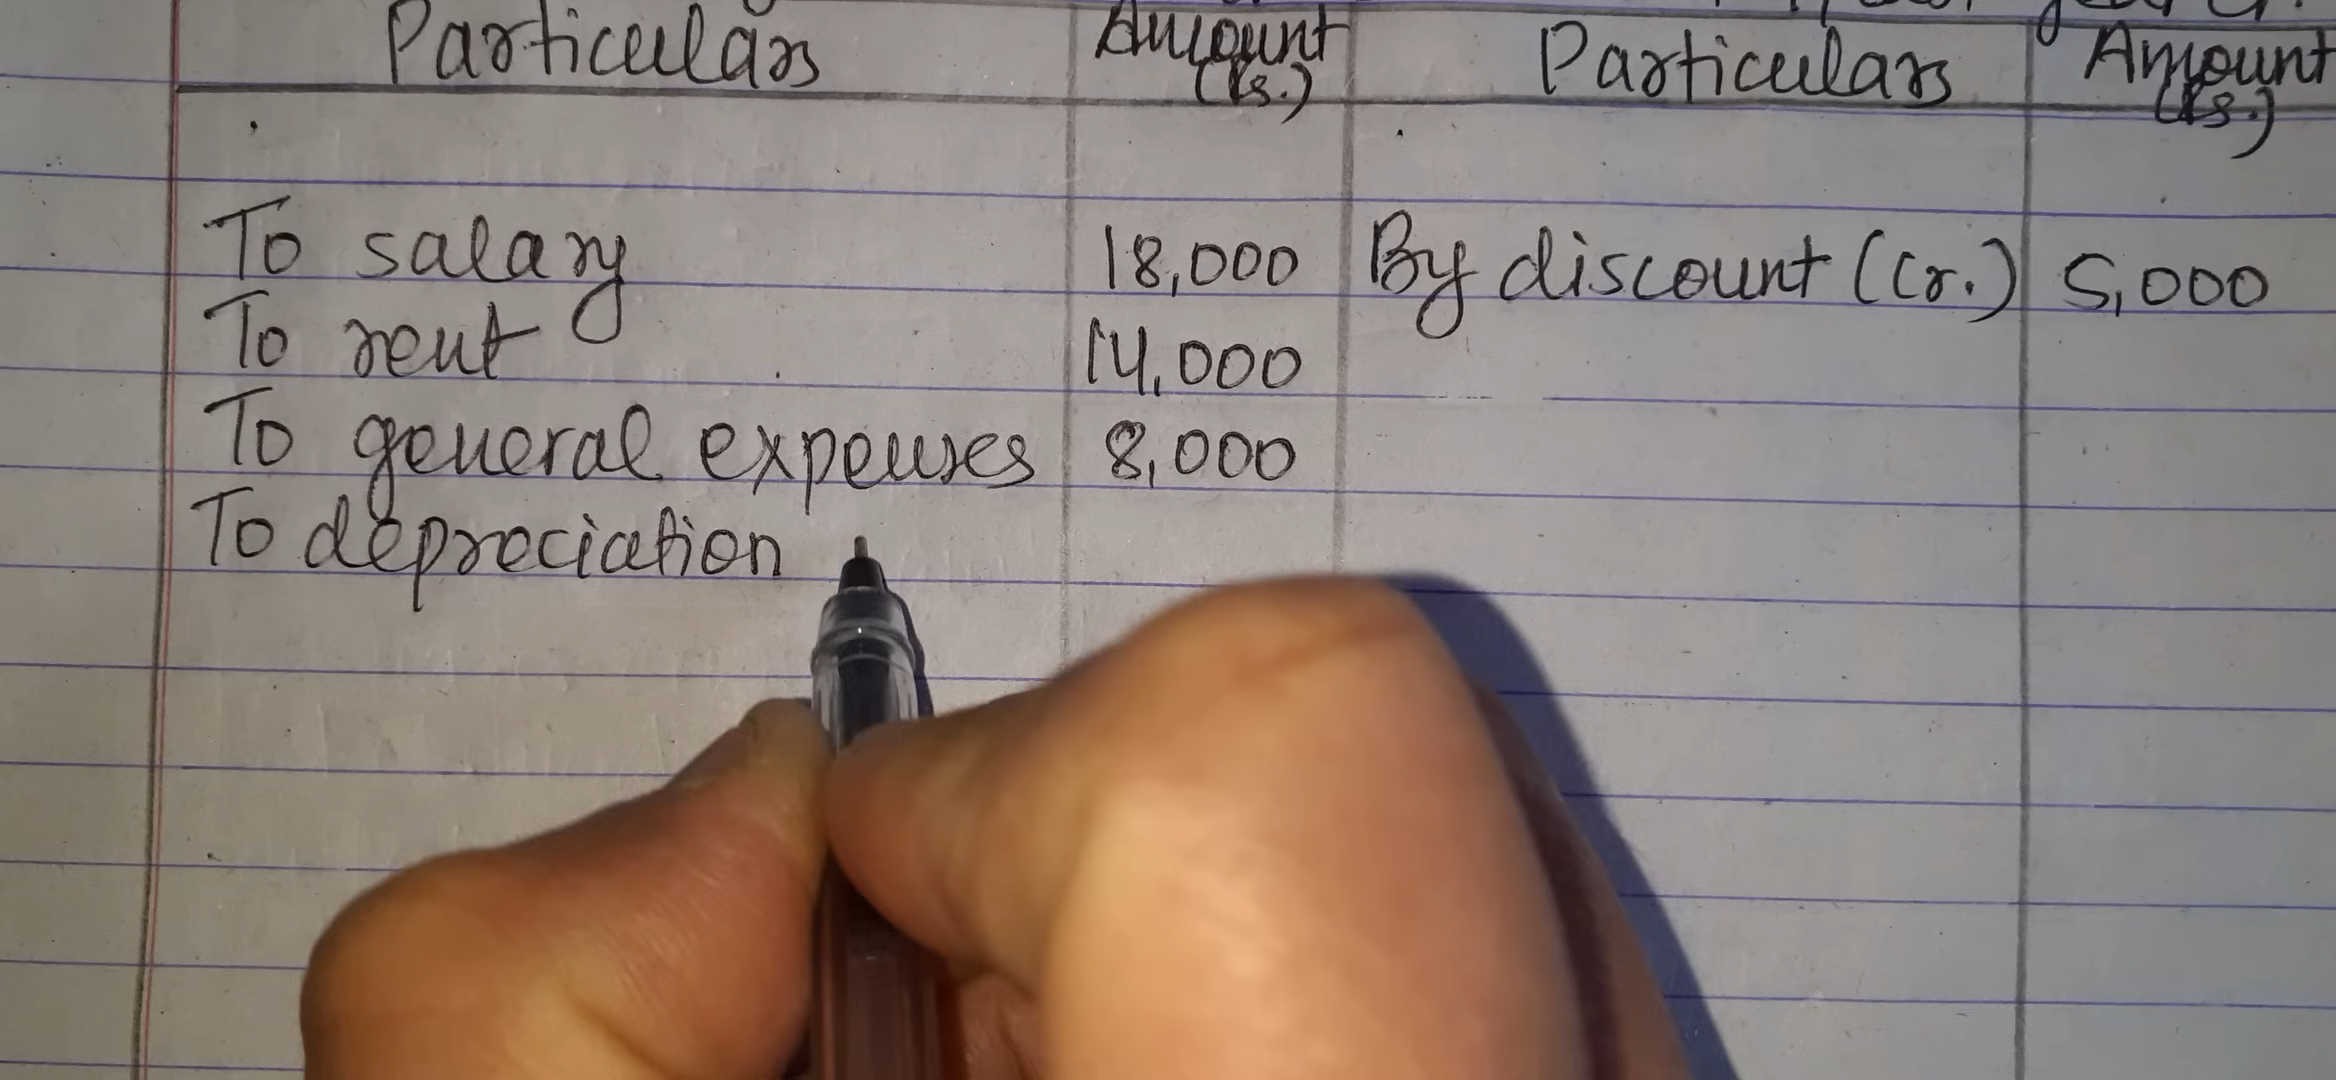 Particulars Amount (Rs.) Particulars Amount (Rs.)
To salary 18,000 By discount (Cr.) 5,000
To rent 14,000
To general expenses 8,000
To depreciation